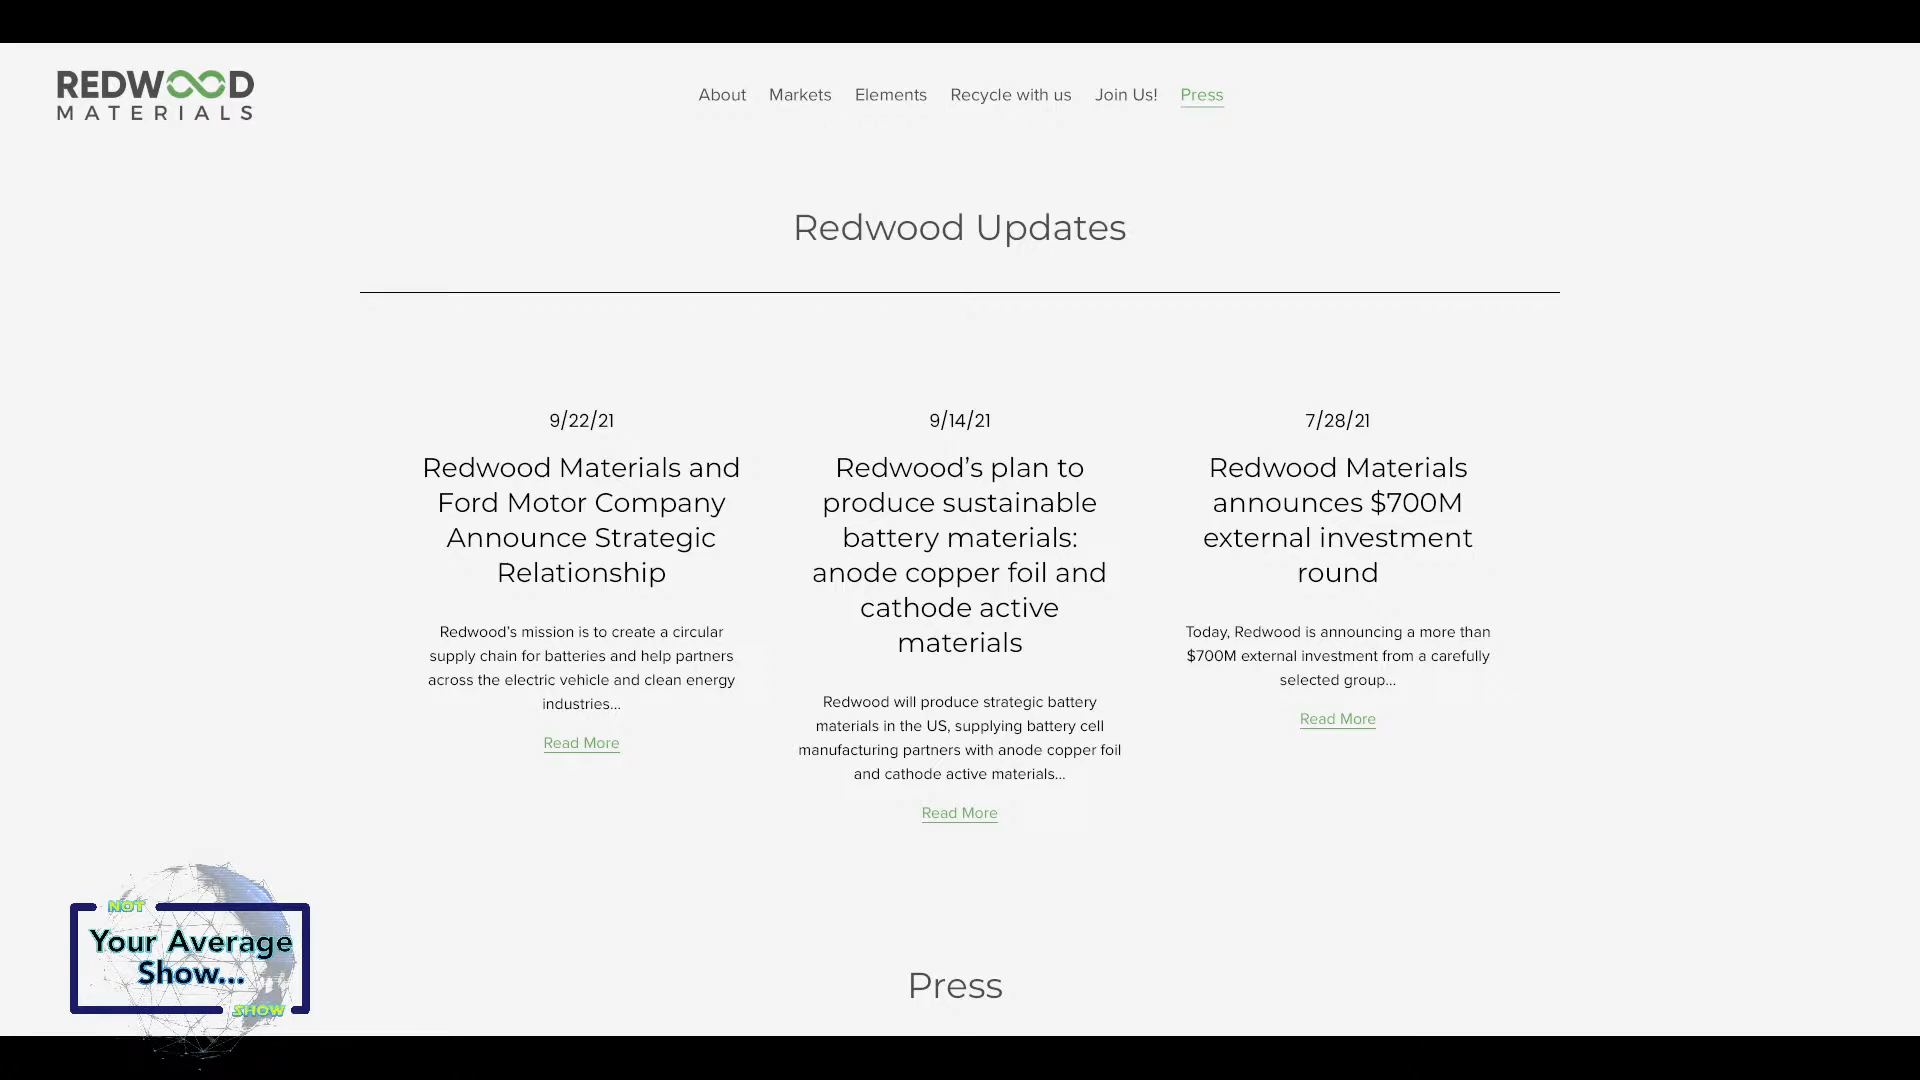 REDWOOD
MATERIALS
About Markets Elements Recycle with us Join Us! Press
Redwood Updates
9/22/21
Redwood Materials and
Ford Motor Company
Announce Strategic
Relationship
Redwood’s mission is to create a circular
supply chain for batteries and help partners
across the electric vehicle and clean energy
industries...
Read More
9/14/21
Redwood’s plan to
produce sustainable
battery materials:
anode copper foil and
cathode active
materials
Redwood will produce strategic battery
materials in the US, supplying battery cell
manufacturing partners with anode copper foil
and cathode active materials...
Read More
7/28/21
Redwood Materials
announces $700M
external investment
round
Today, Redwood is announcing a more than
$700M external investment from a carefully
selected group...
Read More
NOT
Your Average
Show...
SHOW
Press